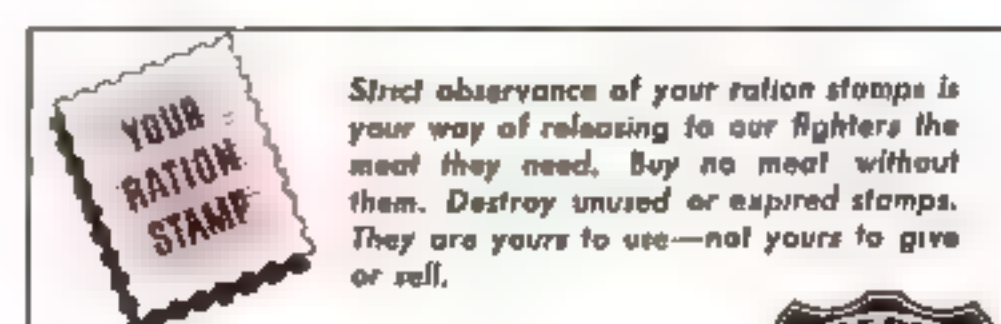 YOUR
RATION
STAMP
Strict observance of your ration stamps is
your way of releasing to our fighters the
meat they need. Buy no meat without
them. Destroy unused or expired stamps.
They are yours to use—not yours to give
or sell.